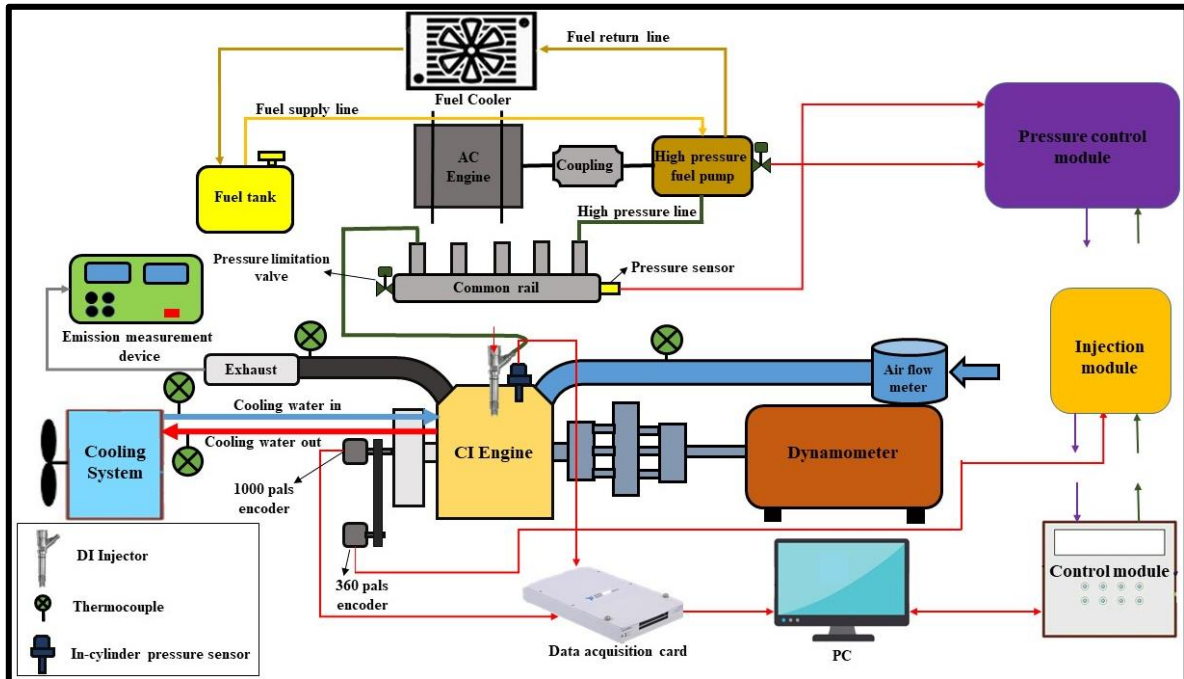 Fuel return line
Fuel Cooler
Fuel supply line
AC
Engine
Coupling
High pressure
fuel pump
Pressure control
module
Fuel tank
High pressure line
Pressure limitation
valve
Pressure sensor
Common rail
Emission measurement
device
Exhaust
Air flow
meter
Injection
module
Cooling water in
Cooling water out
Cooling
System
CI Engine
Dynamometer
1000 pals
encoder
360 pals
encoder
DI Injector
Thermocouple
In-cylinder pressure sensor
Data acquisition card
PC
Control module